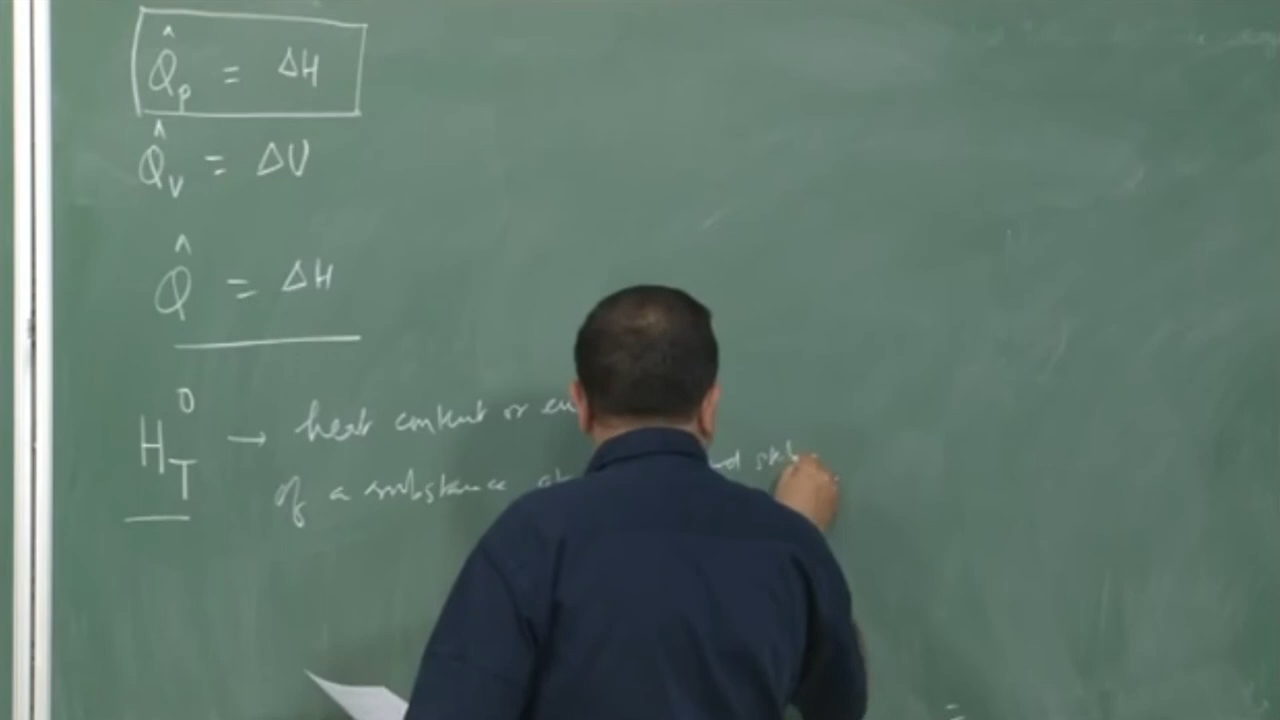 Q̂p = ΔH
Q̂v = ΔU
Q̂ = ΔH
H°T → heat content or
of a substance